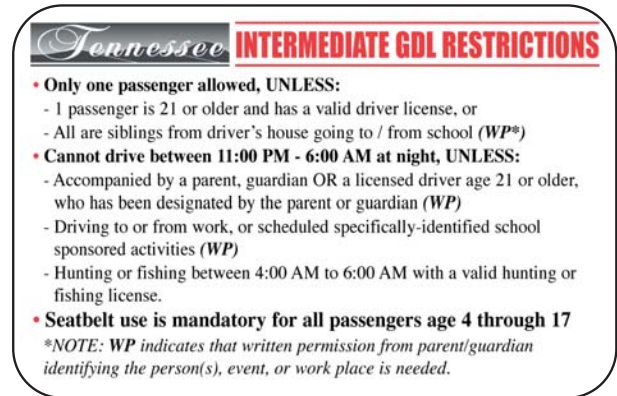 Tennessee INTERMEDIATE GDL RESTRICTIONS
• Only one passenger allowed, UNLESS:
- 1 passenger is 21 or older and has a valid driver license, or
- All are siblings from driver's house going to / from school (WP*)
• Cannot drive between 11:00 PM - 6:00 AM at night, UNLESS:
- Accompanied by a parent, guardian OR a licensed driver age 21 or older,
who has been designated by the parent or guardian (WP)
- Driving to or from work, or scheduled specifically-identified school
sponsored activities (WP)
- Hunting or fishing between 4:00 AM to 6:00 AM with a valid hunting or
fishing license.
• Seatbelt use is mandatory for all passengers age 4 through 17
*NOTE: WP indicates that written permission from parent/guardian
identifying the person(s), event, or work place is needed.